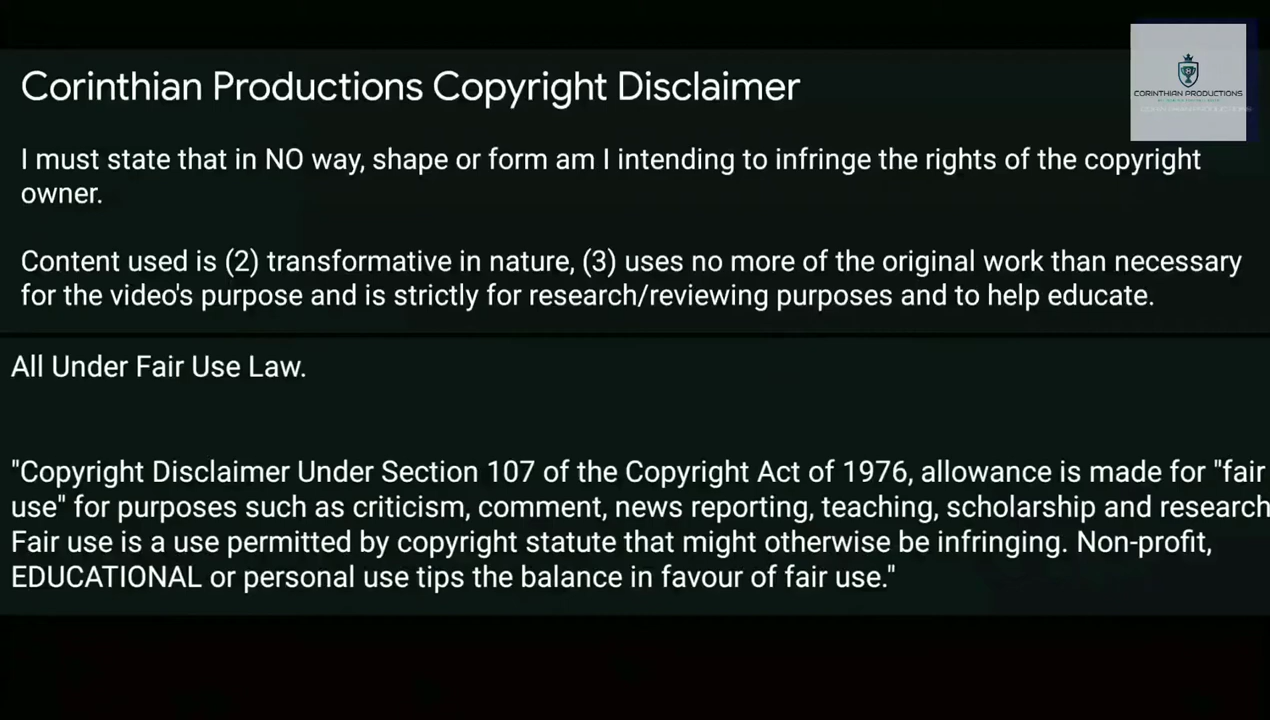 Corinthian Productions Copyright Disclaimer
CORINTHIAN PRODUCTIONS
I must state that in NO way, shape or form am I intending to infringe the rights of the copyright
owner.
Content used is (2) transformative in nature, (3) uses no more of the original work than necessary
for the video's purpose and is strictly for research/reviewing purposes and to help educate.
All Under Fair Use Law.
"Copyright Disclaimer Under Section 107 of the Copyright Act of 1976, allowance is made for "fair
use" for purposes such as criticism, comment, news reporting, teaching, scholarship and research
Fair use is a use permitted by copyright statute that might otherwise be infringing. Non-profit,
EDUCATIONAL or personal use tips the balance in favour of fair use."